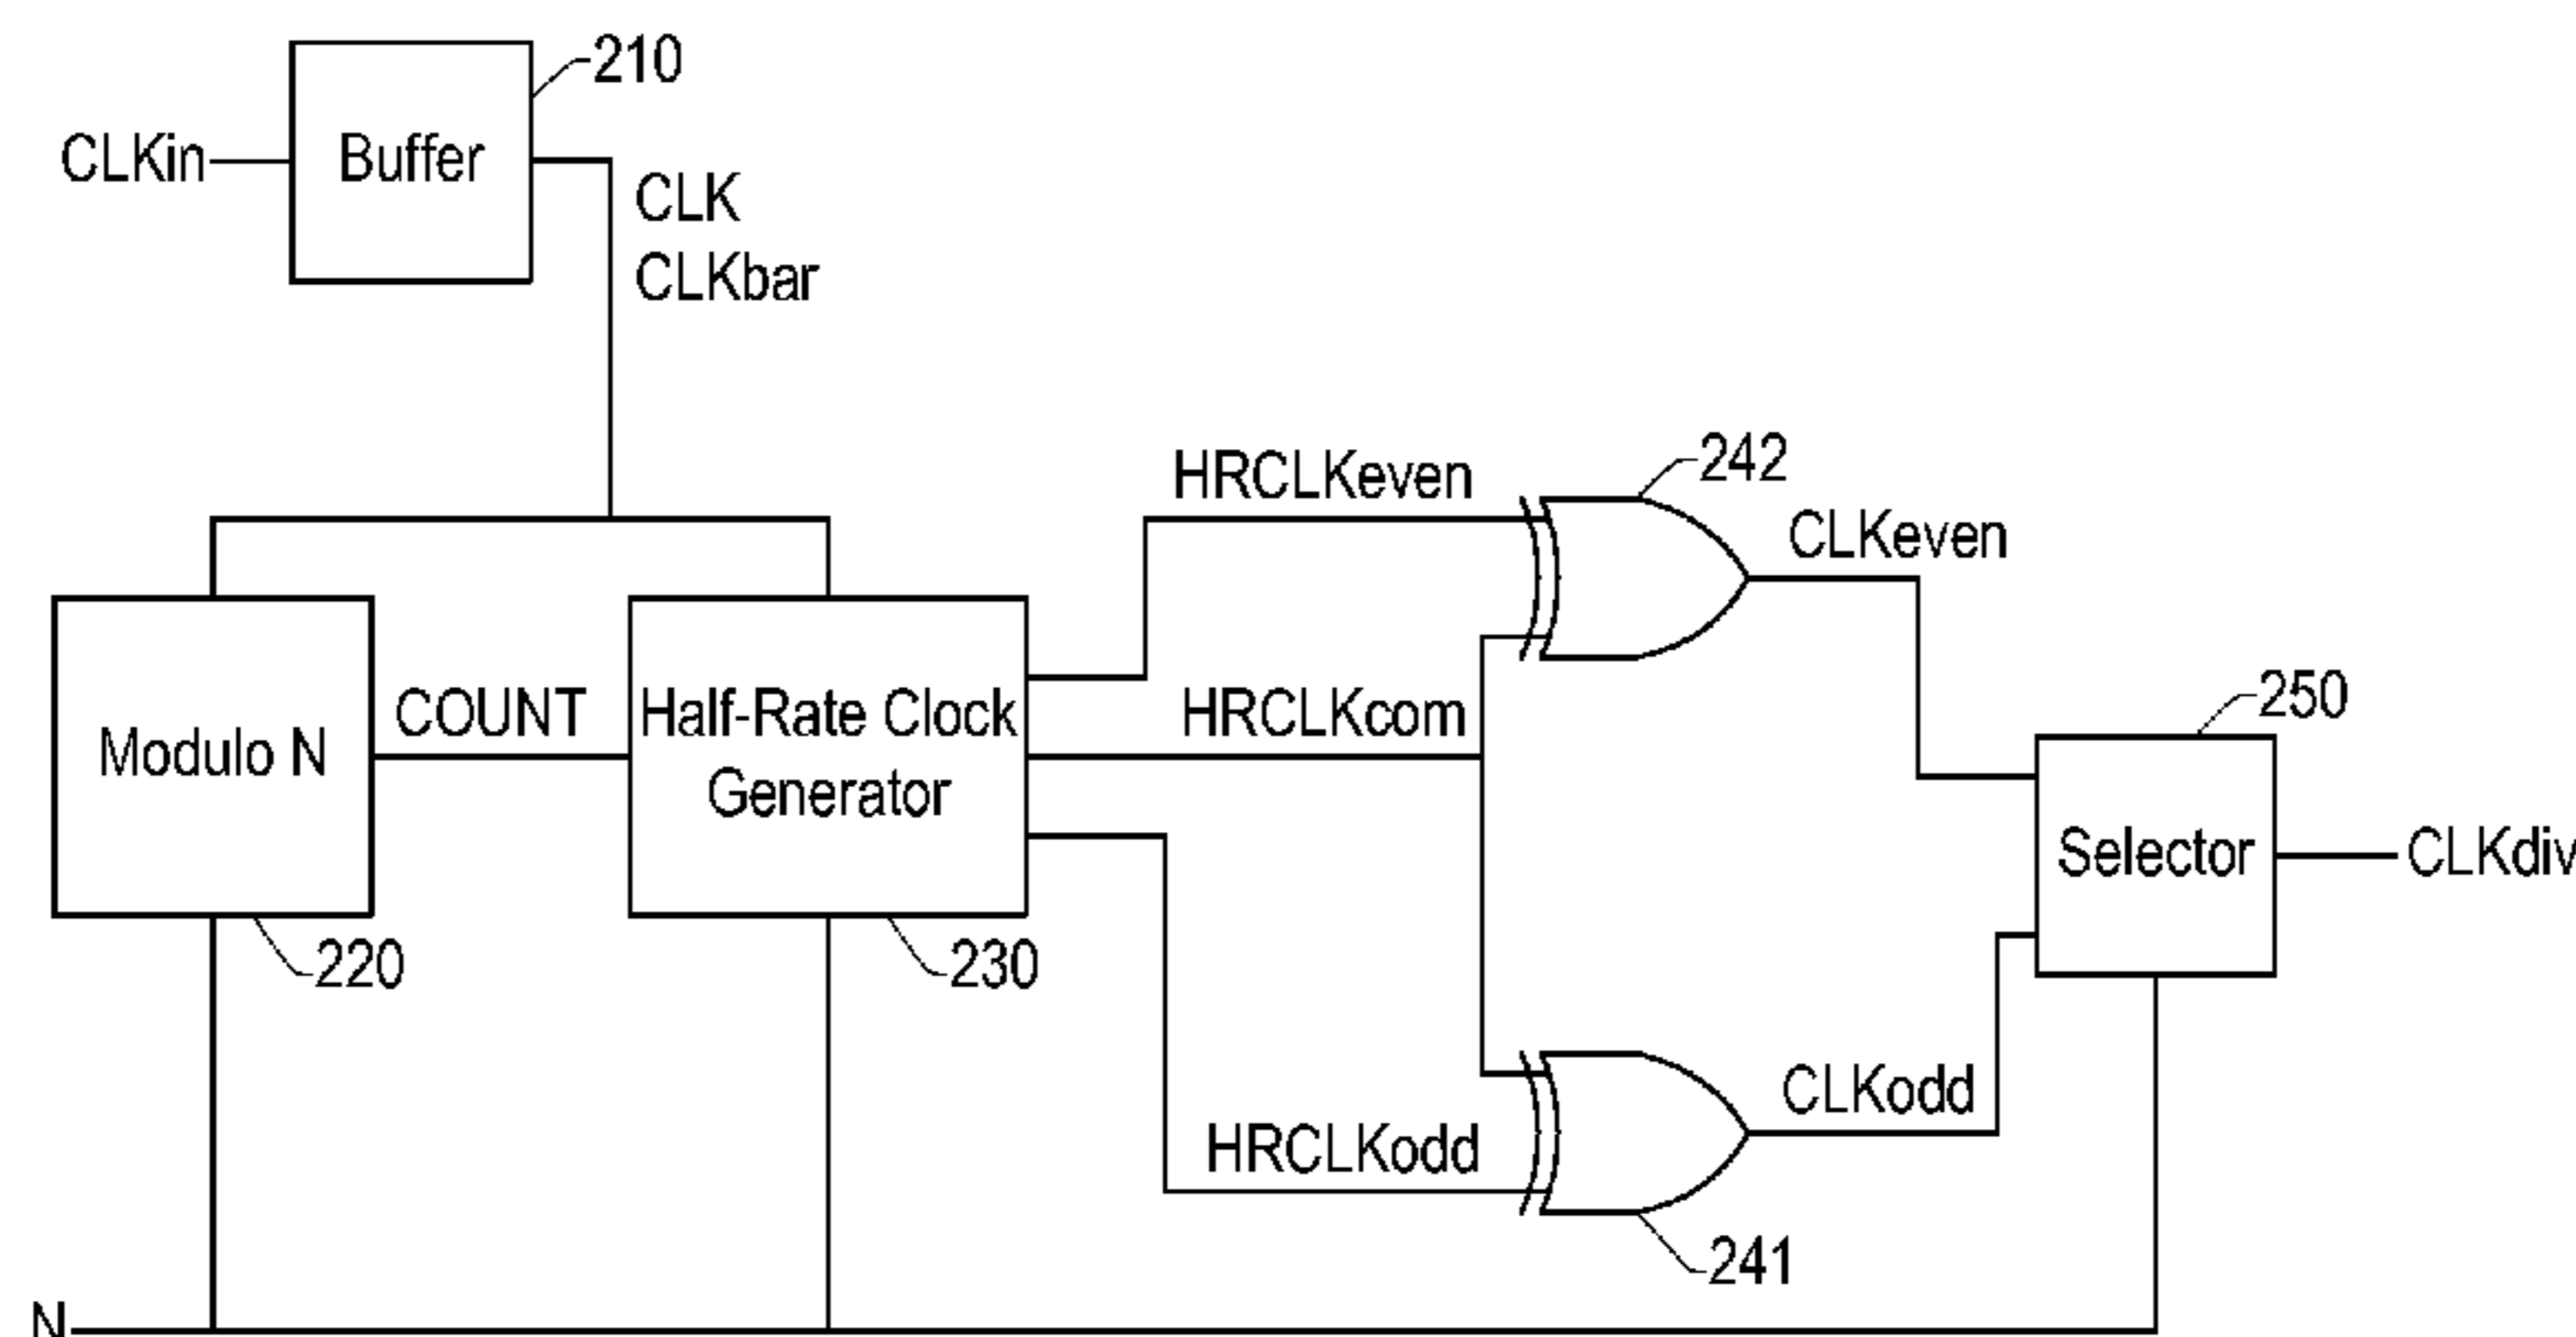 210
CLKin
Buffer
CLK
CLKbar
242
HRCLKeven
CLKeven
250
COUNT
Half-Rate Clock
Generator
HRCLKcom
Modulo N
Selector
CLKdiv
220
230
CLKodd
HRCLKodd
241
N